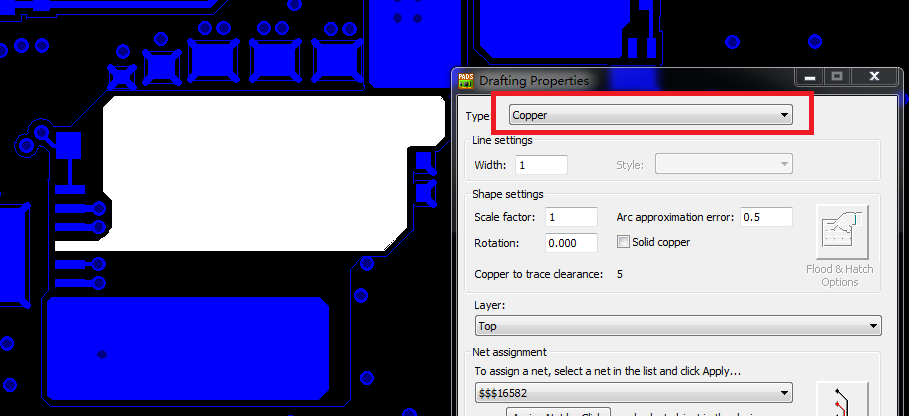 PADS
Drafting Properties
Type: Copper
Line settings
Width: 1 Style:
Shape settings
Scale factor: 1 Arc approximation error: 0.5
Rotation: 0.000 Solid copper
Copper to trace clearance: 5
Flood & Hatch
Options
Layer:
Top
Net assignment
To assign a net, select a net in the list and click Apply...
$$$16582